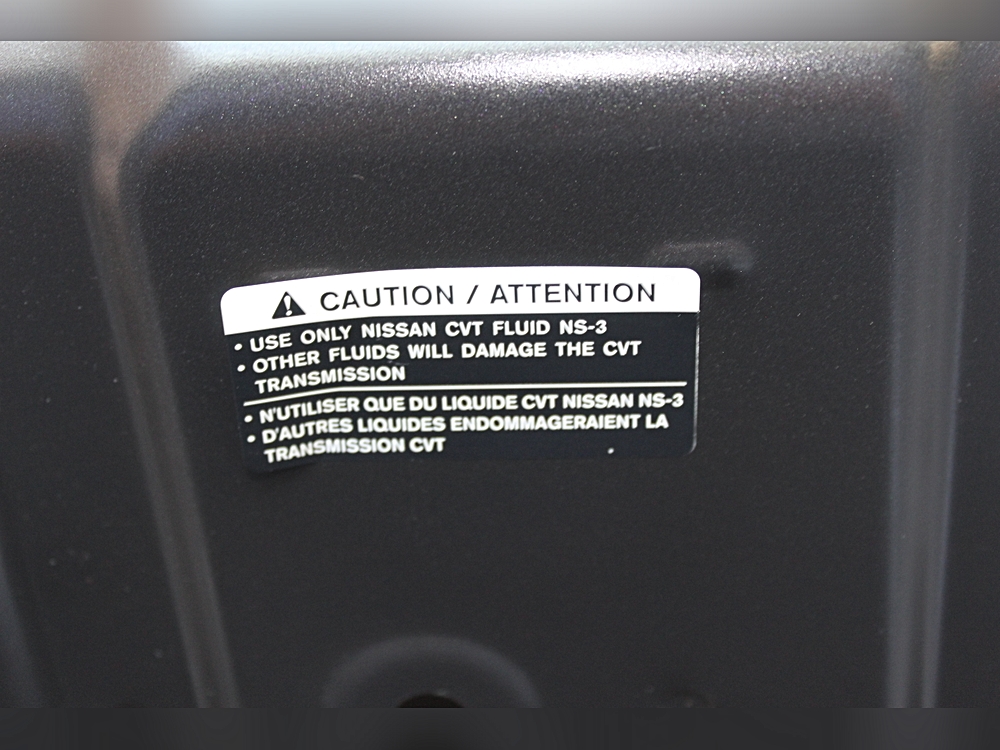 CAUTION / ATTENTION
• USE ONLY NISSAN CVT FLUID NS-3
• OTHER FLUIDS WILL DAMAGE THE CVT
TRANSMISSION
• N'UTILISER QUE DU LIQUIDE CVT NISSAN NS-3
• D'AUTRES LIQUIDES ENDOMMAGERAIENT LA
TRANSMISSION CVT